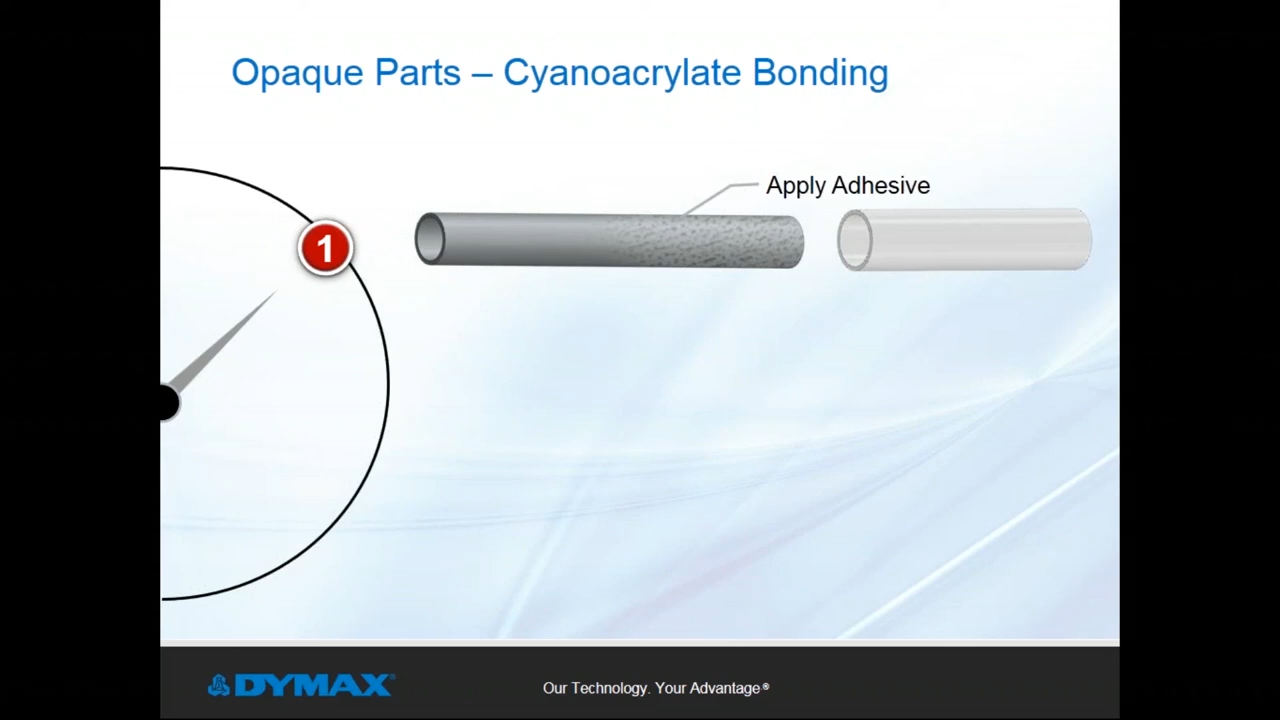 Opaque Parts – Cyanoacrylate Bonding
Apply Adhesive
1
DYMAX®
Our Technology. Your Advantage®